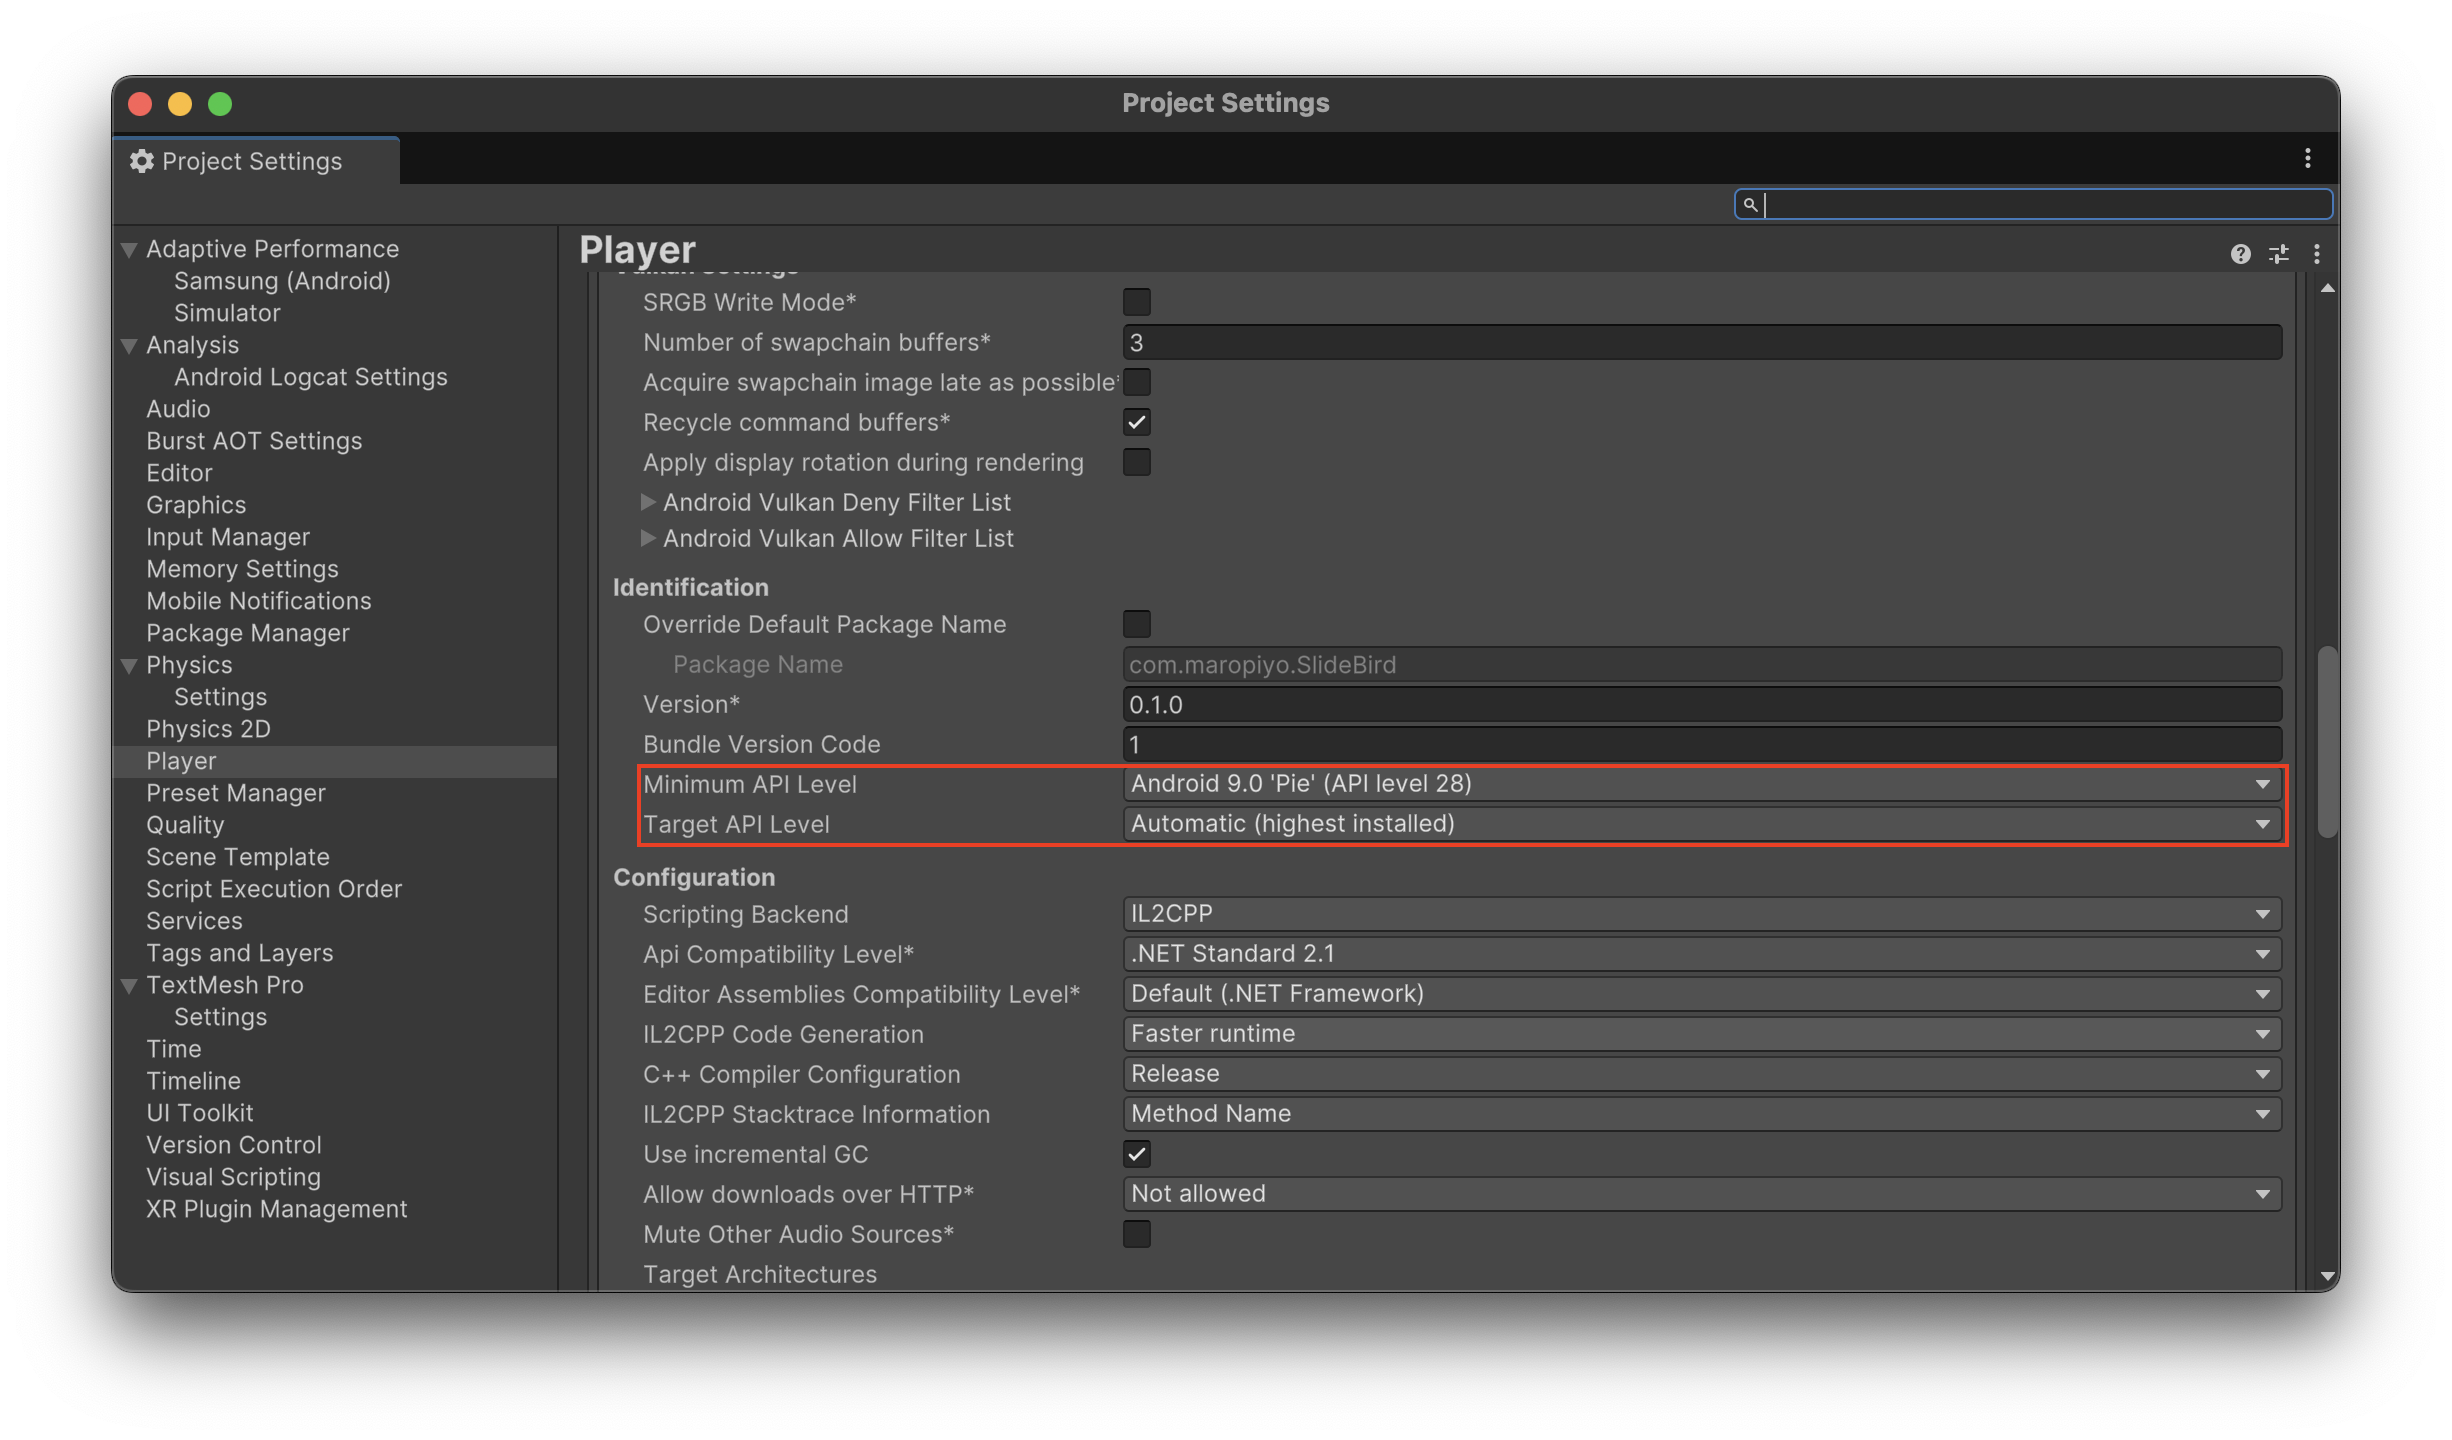 Project Settings
Project Settings
Adaptive Performance
Samsung (Android)
Simulator
Analysis
Android Logcat Settings
Audio
Burst AOT Settings
Editor
Graphics
Input Manager
Memory Settings
Mobile Notifications
Package Manager
Physics
Settings
Physics 2D
Player
Preset Manager
Quality
Scene Template
Script Execution Order
Services
Tags and Layers
TextMesh Pro
Settings
Time
Timeline
UI Toolkit
Version Control
Visual Scripting
XR Plugin Management
Player
Vulkan Settings
SRGB Write Mode*
Number of swapchain buffers* 3
Acquire swapchain image late as possible*
Recycle command buffers*
Apply display rotation during rendering
Android Vulkan Deny Filter List
Android Vulkan Allow Filter List
Identification
Override Default Package Name
Package Name com.maropiyo.SlideBird
Version* 0.1.0
Bundle Version Code 1
Minimum API Level Android 9.0 'Pie' (API level 28)
Target API Level Automatic (highest installed)
Configuration
Scripting Backend IL2CPP
Api Compatibility Level* .NET Standard 2.1
Editor Assemblies Compatibility Level* Default (.NET Framework)
IL2CPP Code Generation Faster runtime
C++ Compiler Configuration Release
IL2CPP Stacktrace Information Method Name
Use incremental GC
Allow downloads over HTTP* Not allowed
Mute Other Audio Sources*
Target Architectures